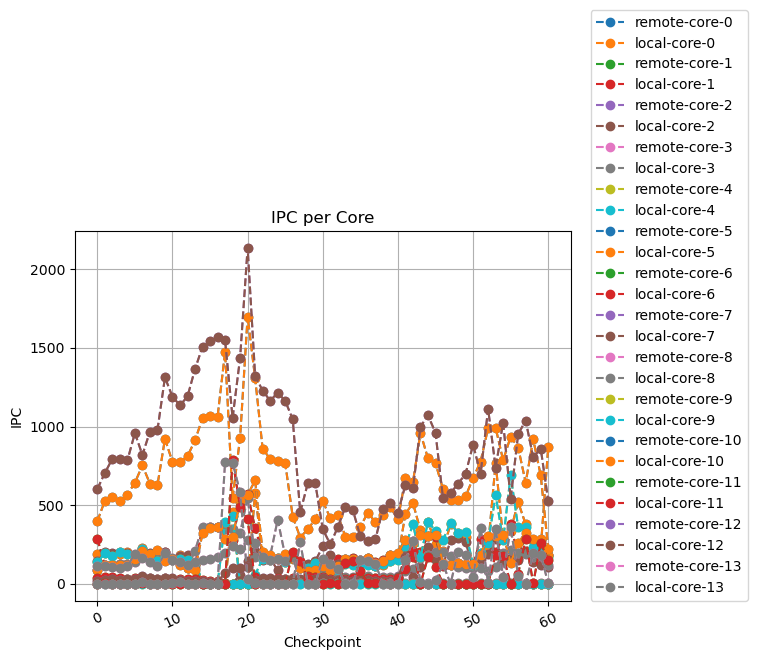 IPC per Core
IPC
2000
1500
1000
500
0
0 10 20 30 40 50 60
Checkpoint
remote-core-0
local-core-0
remote-core-1
local-core-1
remote-core-2
local-core-2
remote-core-3
local-core-3
remote-core-4
local-core-4
remote-core-5
local-core-5
remote-core-6
local-core-6
remote-core-7
local-core-7
remote-core-8
local-core-8
remote-core-9
local-core-9
remote-core-10
local-core-10
remote-core-11
local-core-11
remote-core-12
local-core-12
remote-core-13
local-core-13